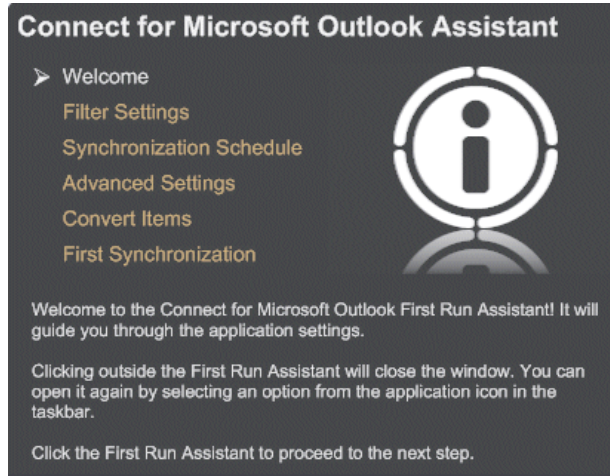 Connect for Microsoft Outlook Assistant
Welcome
Filter Settings
Synchronization Schedule
Advanced Settings
Convert Items
First Synchronization
Welcome to the Connect for Microsoft Outlook First Run Assistant! It will
guide you through the application settings.
Clicking outside the First Run Assistant will close the window. You can
open it again by selecting an option from the application icon in the
taskbar.
Click the First Run Assistant to proceed to the next step.